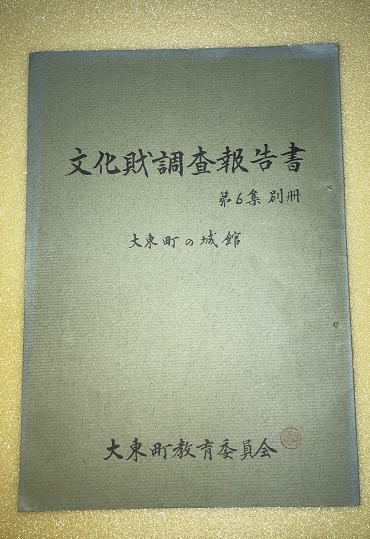 文化財調査報告書
第6集 別冊
大東町の城館
大東町教育委員会